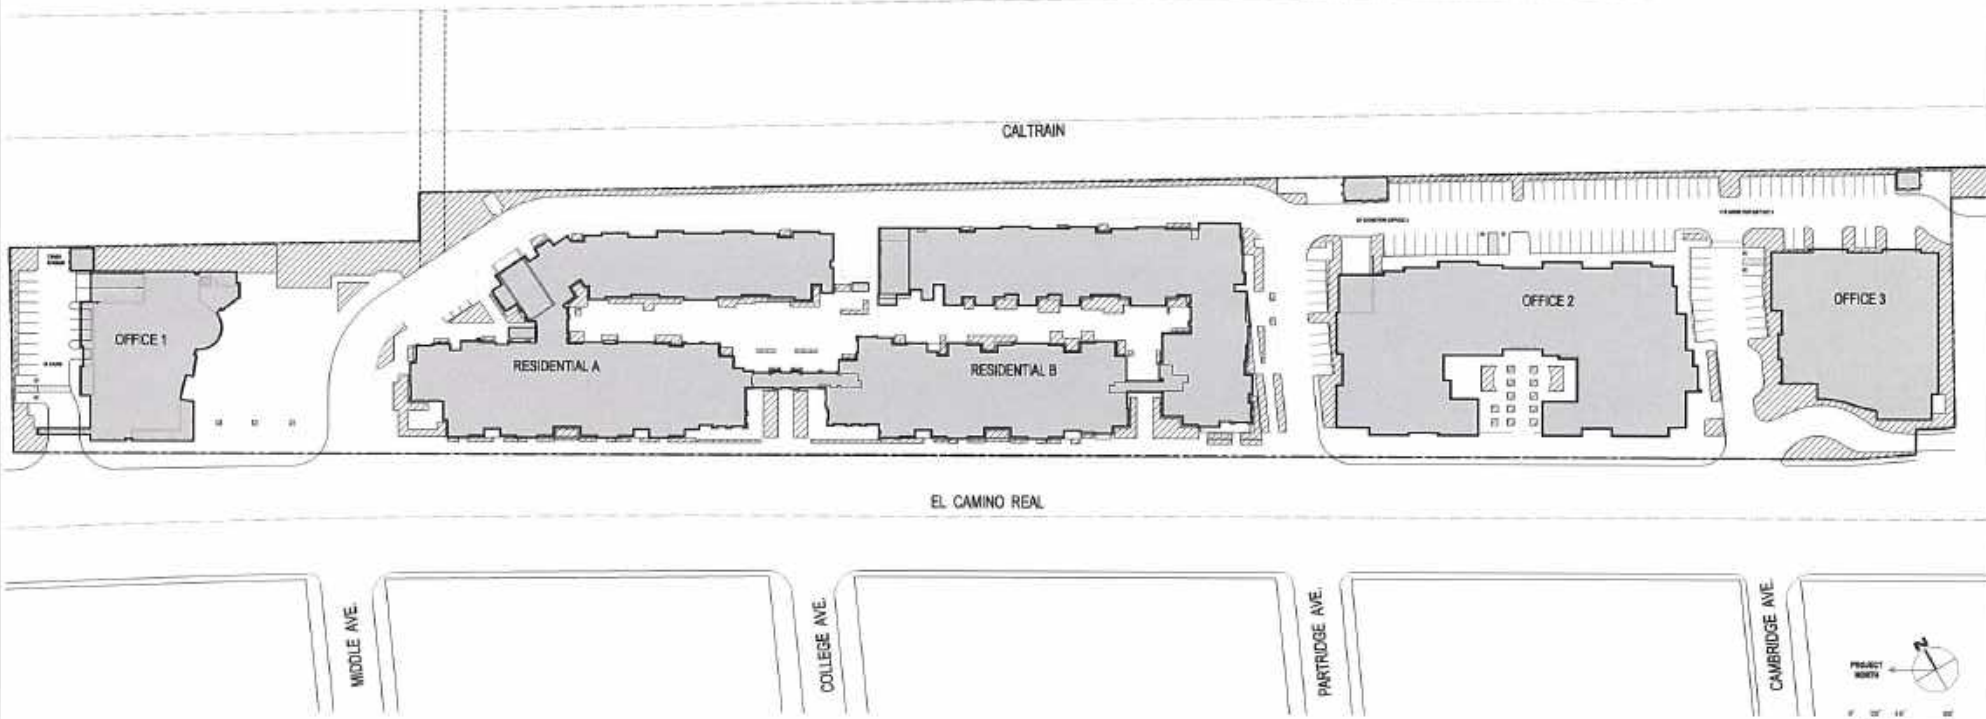 CALTRAIN
OFFICE 1
RESIDENTIAL A
RESIDENTIAL B
OFFICE 2
OFFICE 3
EL CAMINO REAL
MIDDLE AVE.
COLLEGE AVE.
PARTRIDGE AVE.
CAMBRIDGE AVE.
PROJECT
NORTH
N